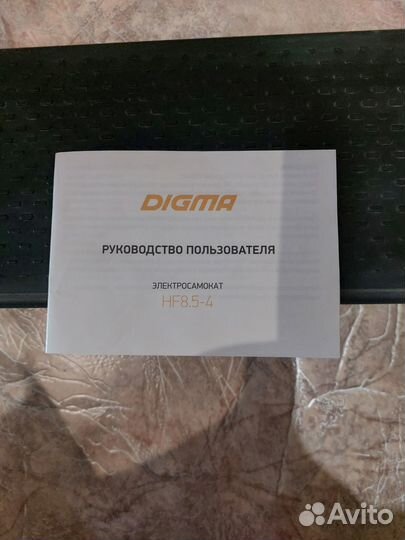 DIGMA
РУКОВОДСТВО ПОЛЬЗОВАТЕЛЯ
ЭЛЕКТРОСАМОКАТ
HF8.5-4
Avito